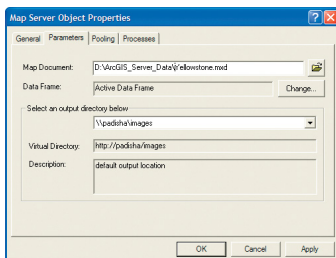 Map Server Object Properties
General Parameters Pooling Processes
Map Document: D:\ArcGIS_Server_Data\yellowstone.mxd
Data Frame: Active Data Frame Change...
Select an output directory below
\\padisha\images
Virtual Directory: http://padisha/images
Description: default output location
OK Cancel Apply